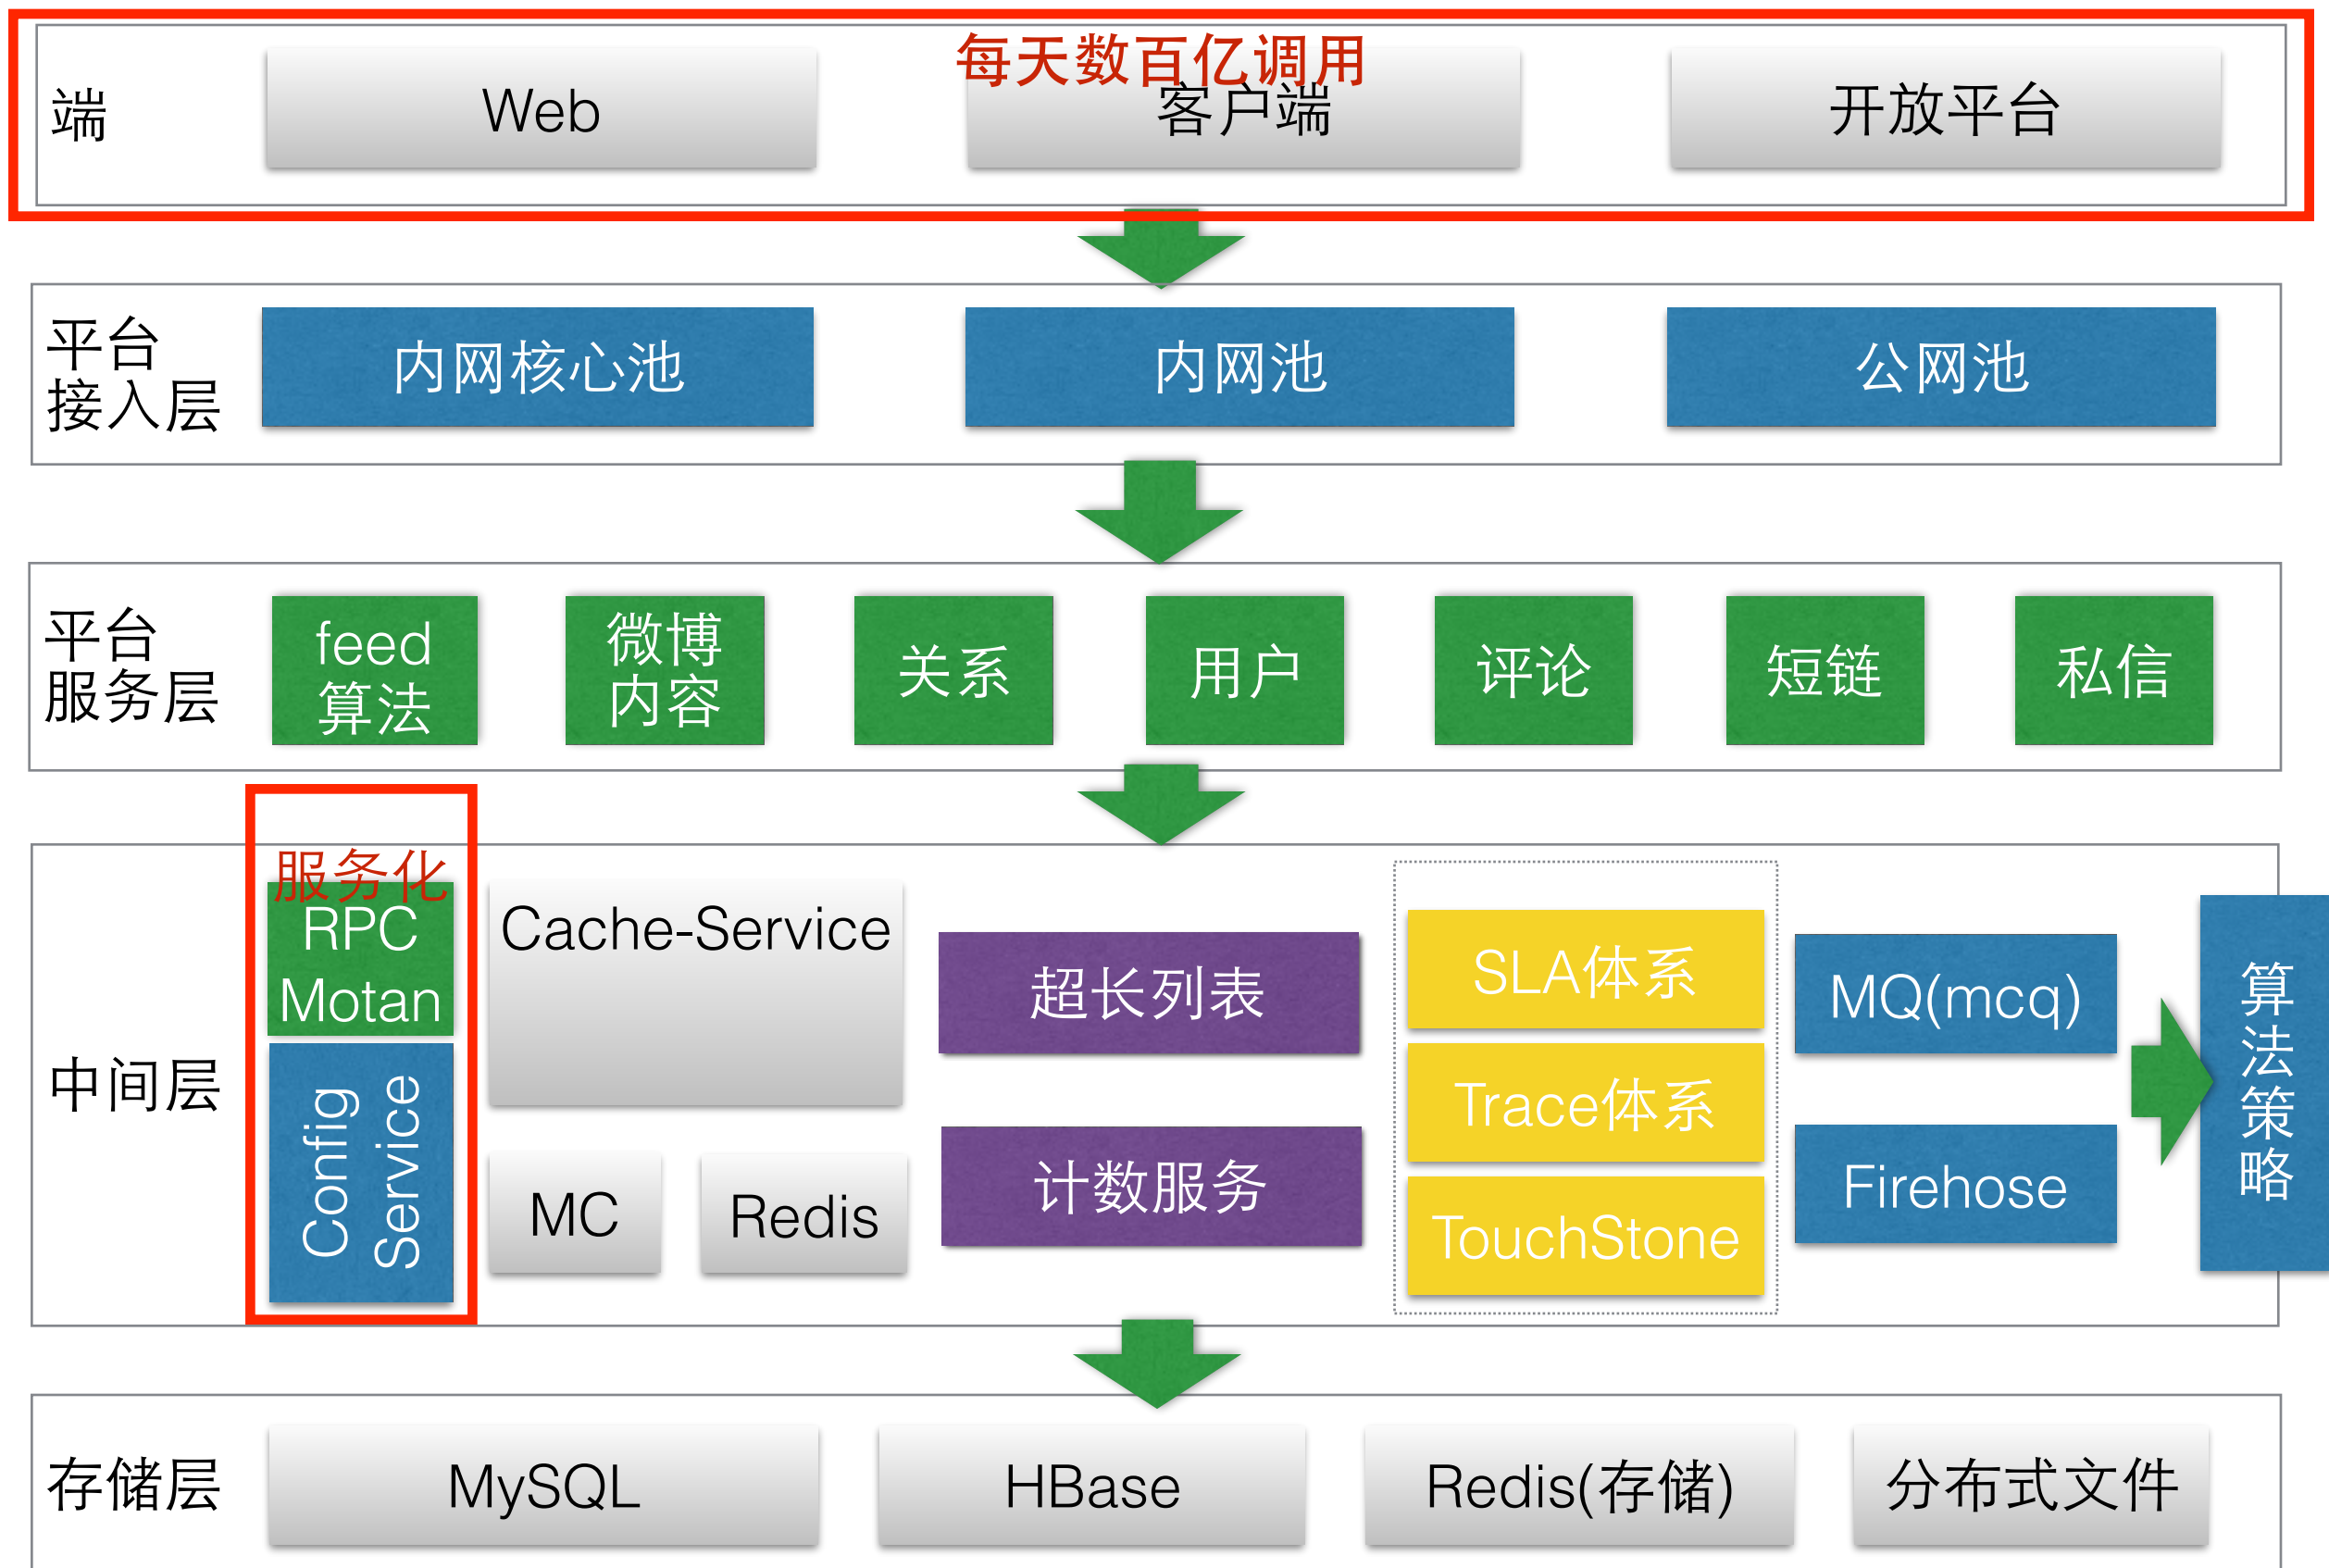 每天数百亿调用
端
Web
客户端
开放平台
平台
接入层
内网核心池
内网池
公网池
平台
服务层
feed
算法
微博
内容
关系
用户
评论
短链
私信
中间层
服务化
RPC
Motan
Config
Service
Cache-Service
MC
Redis
超长列表
计数服务
SLA体系
Trace体系
TouchStone
MQ(mcq)
Firehose
算法策略
存储层
MySQL
HBase
Redis(存储)
分布式文件